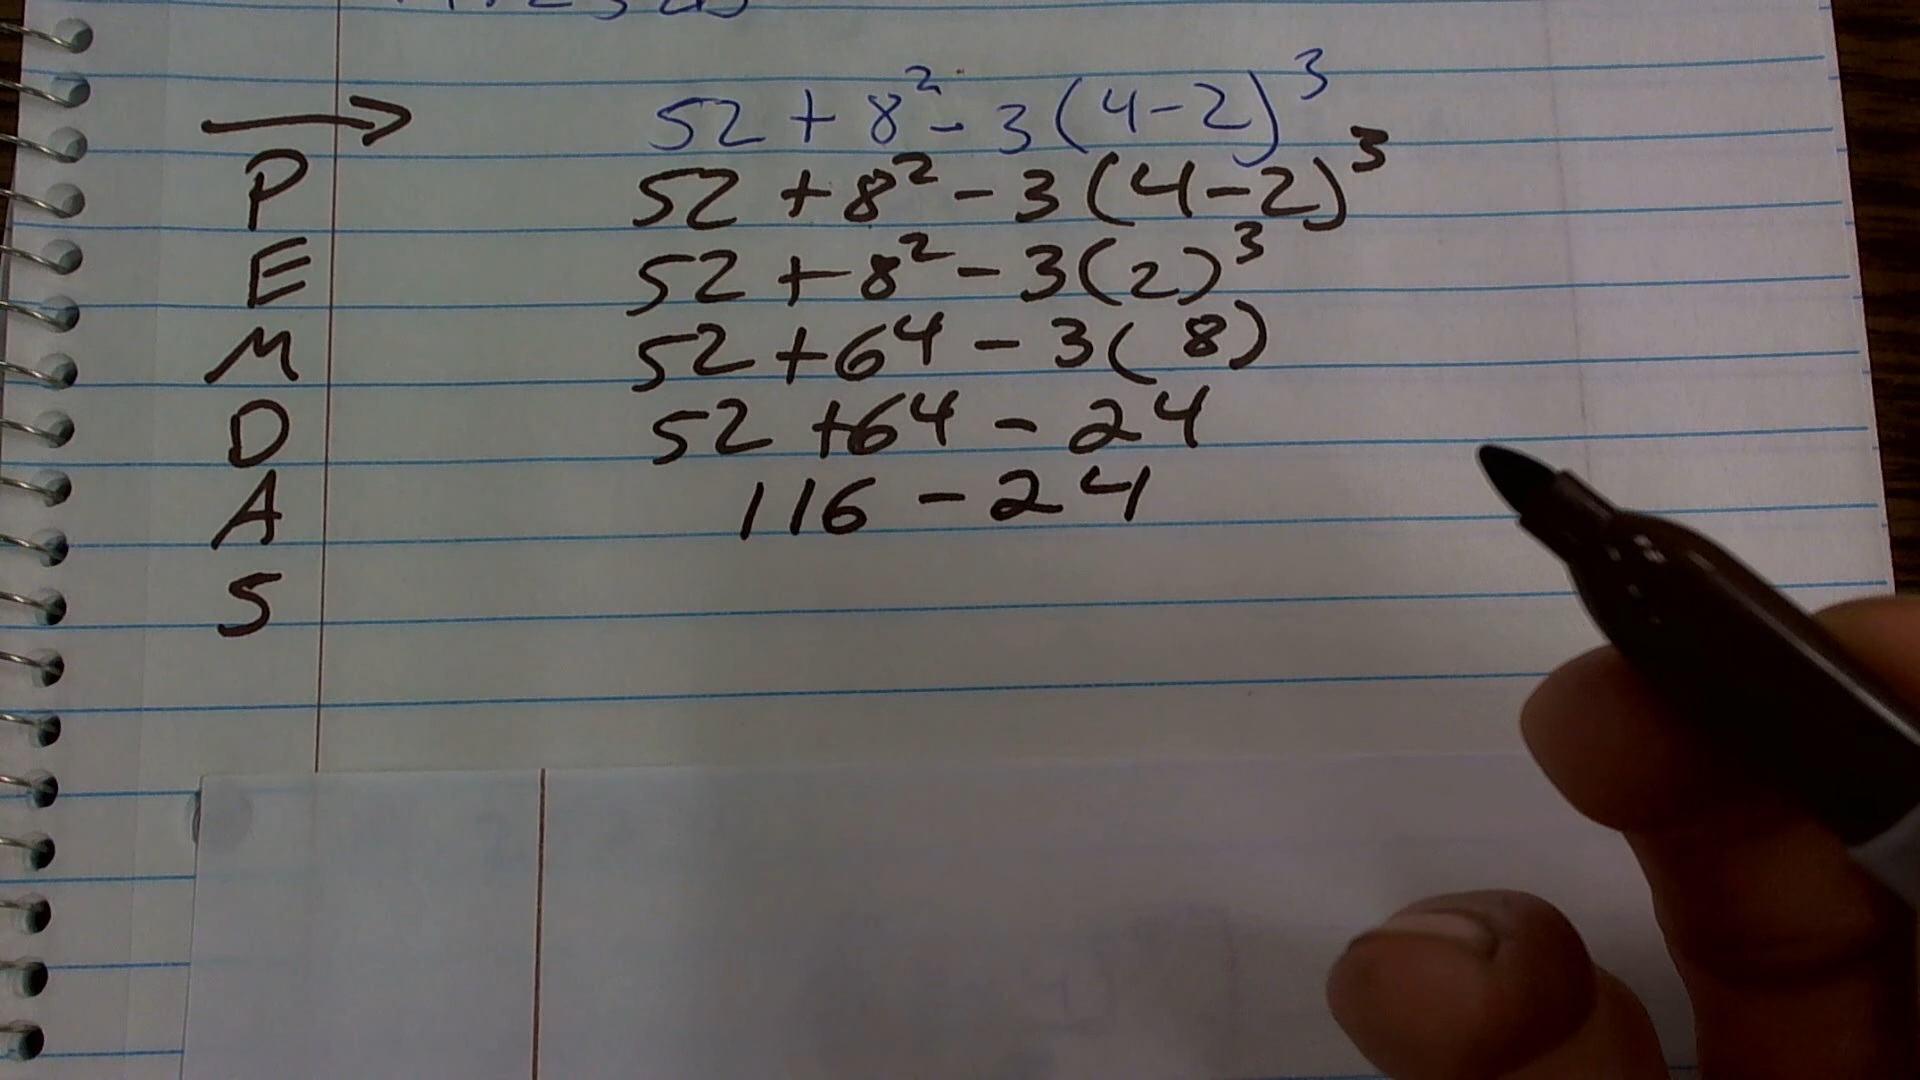 52 + 8² - 3(4-2)³
P 52 + 8² - 3(4-2)³
E 52 + 8² - 3(2)³
M 52 + 64 - 3(8)
D 52 + 64 - 24
A 116 - 24
S